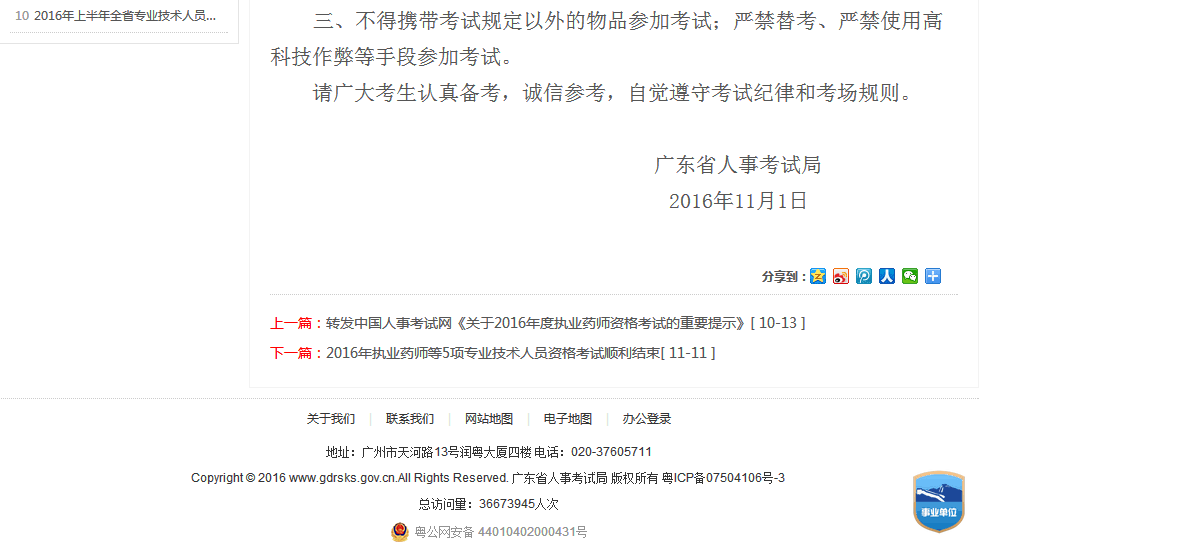 10 2016年上半年全省专业技术人员...
三、不得携带考试规定以外的物品参加考试；严禁替考、严禁使用高
科技作弊等手段参加考试。
请广大考生认真备考，诚信参考，自觉遵守考试纪律和考场规则。
广东省人事考试局
2016年11月1日
分享到：
上一篇：转发中国人事考试网《关于2016年度执业药师资格考试的重要提示》[ 10-13 ]
下一篇：2016年执业药师等5项专业技术人员资格考试顺利结束[ 11-11 ]
关于我们 | 联系我们 | 网站地图 | 电子地图 | 办公登录
地址：广州市天河路13号润粤大厦四楼 电话：020-37605711
Copyright © 2016 www.gdrsks.gov.cn.All Rights Reserved. 广东省人事考试局 版权所有 粤ICP备07504106号-3
总访问量：36673945人次
粤公网安备 44010402000431号
事业单位